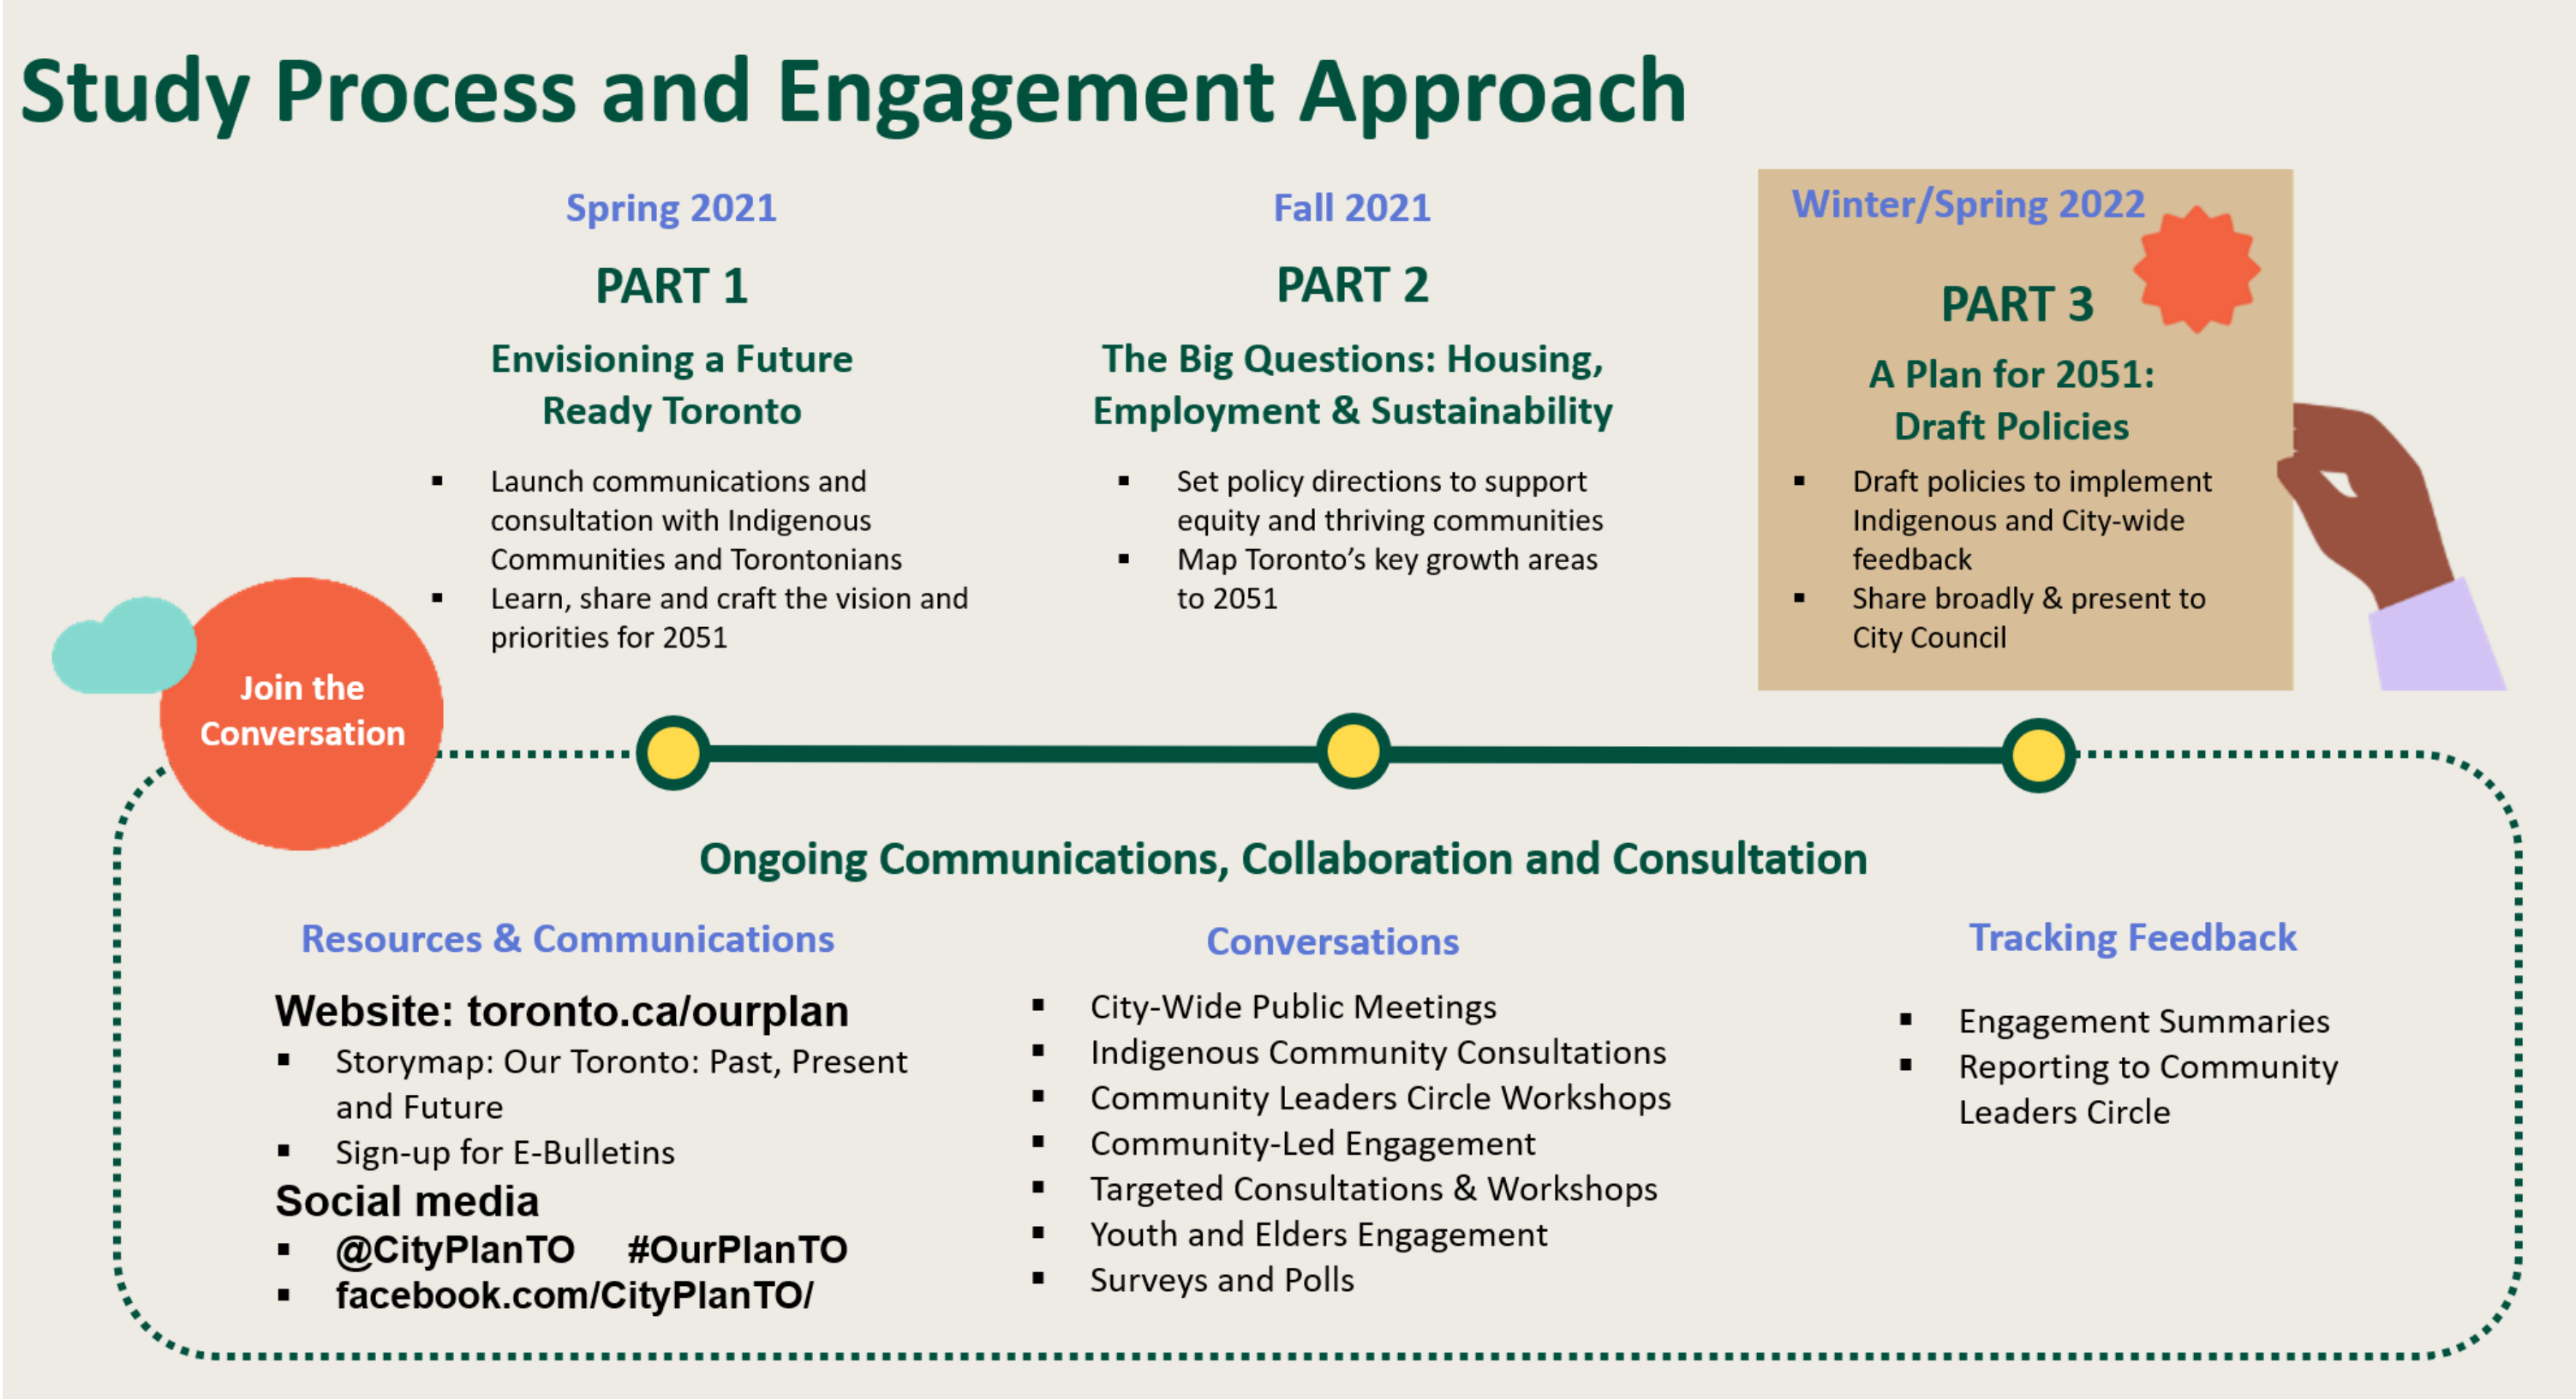 Study Process and Engagement Approach
Spring 2021
PART 1
Envisioning a Future
Ready Toronto
▪ Launch communications and
consultation with Indigenous
Communities and Torontonians
▪ Learn, share and craft the vision and
priorities for 2051
Fall 2021
PART 2
The Big Questions: Housing,
Employment & Sustainability
▪ Set policy directions to support
equity and thriving communities
▪ Map Toronto’s key growth areas
to 2051
Winter/Spring 2022
PART 3
A Plan for 2051:
Draft Policies
▪ Draft policies to implement
Indigenous and City-wide
feedback
▪ Share broadly & present to
City Council
Join the
Conversation
Ongoing Communications, Collaboration and Consultation
Resources & Communications
Website: toronto.ca/ourplan
▪ Storymap: Our Toronto: Past, Present
and Future
▪ Sign-up for E-Bulletins
Social media
▪ @CityPlanTO #OurPlanTO
▪ facebook.com/CityPlanTO/
Conversations
▪ City-Wide Public Meetings
▪ Indigenous Community Consultations
▪ Community Leaders Circle Workshops
▪ Community-Led Engagement
▪ Targeted Consultations & Workshops
▪ Youth and Elders Engagement
▪ Surveys and Polls
Tracking Feedback
▪ Engagement Summaries
▪ Reporting to Community
Leaders Circle